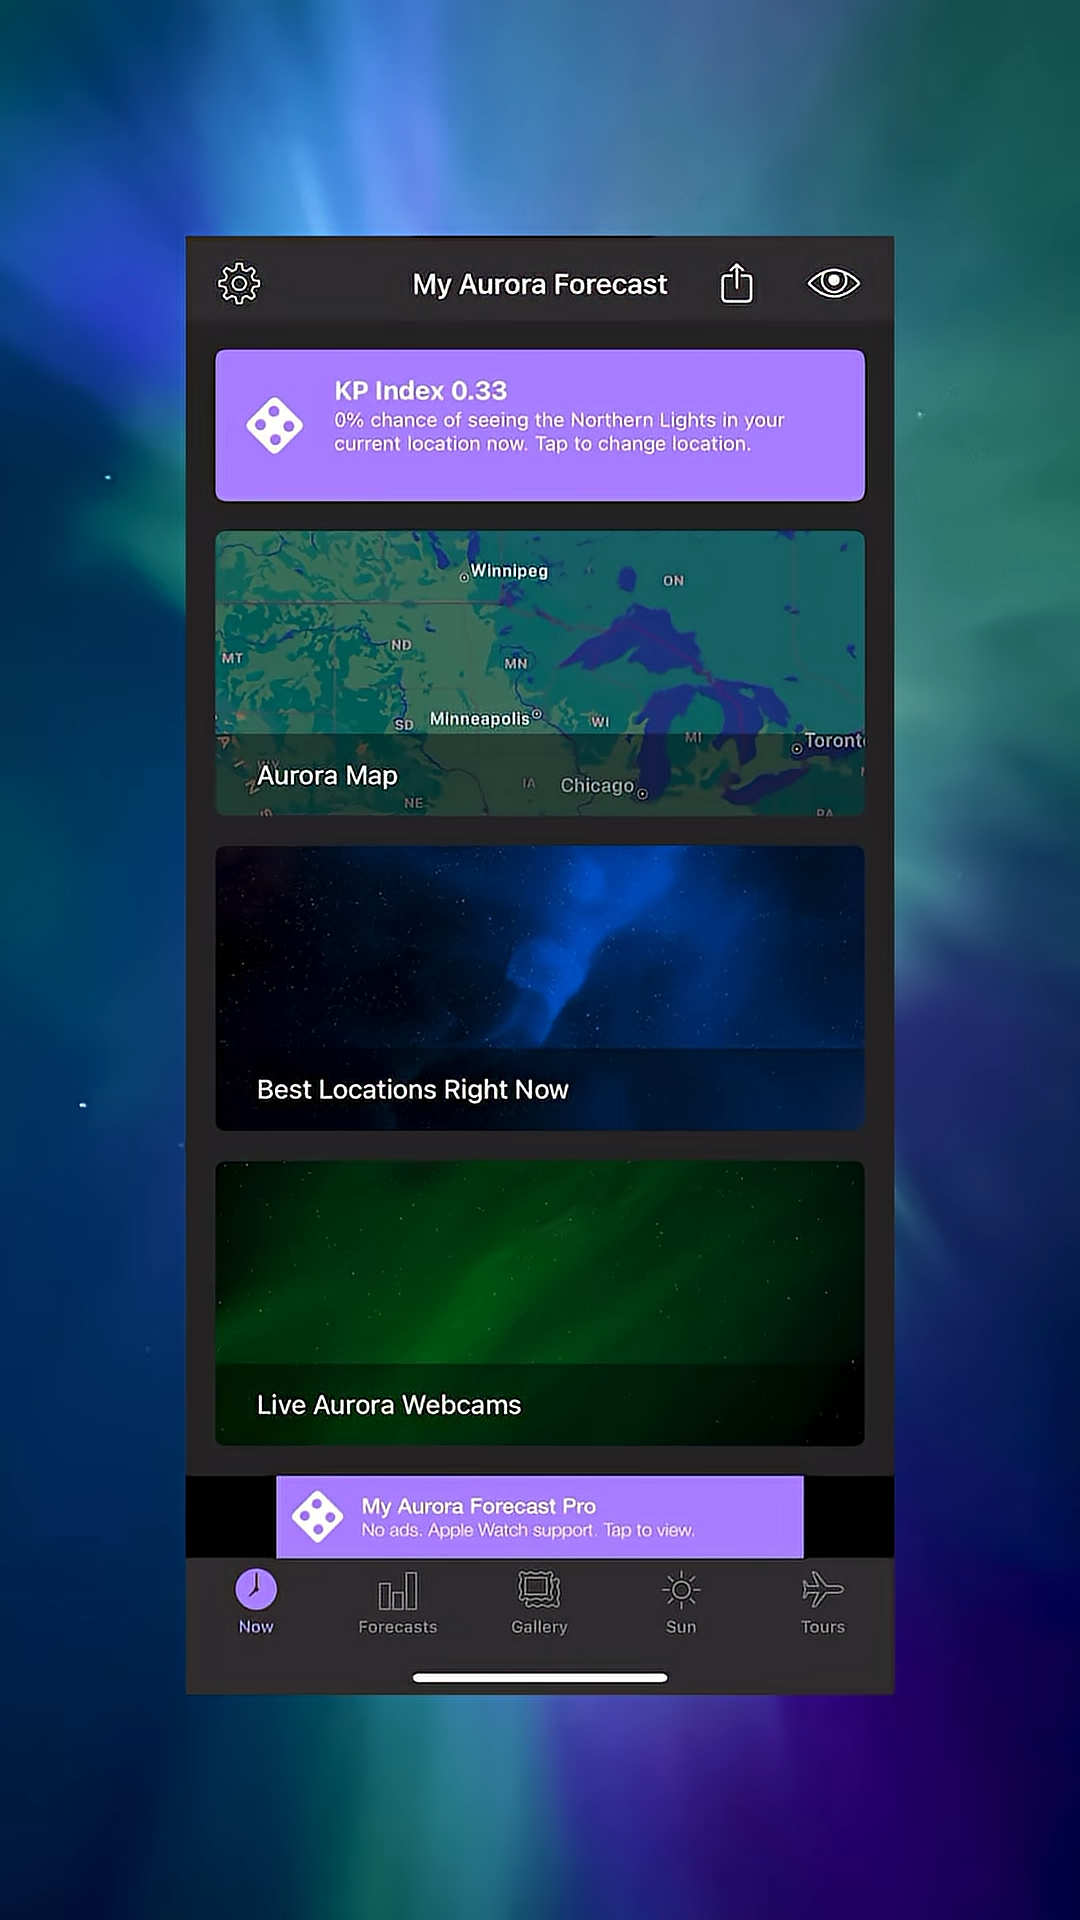 My Aurora Forecast
KP Index 0.33
0% chance of seeing the Northern Lights in your
current location now. Tap to change location.
Winnipeg
ON
MT
ND
MN
SD
Minneapolis
WI
MI
Toront
WY
Aurora Map
IA
Chicago
NE
PA
Best Locations Right Now
Live Aurora Webcams
My Aurora Forecast Pro
No ads. Apple Watch support. Tap to view.
Now
Forecasts
Gallery
Sun
Tours